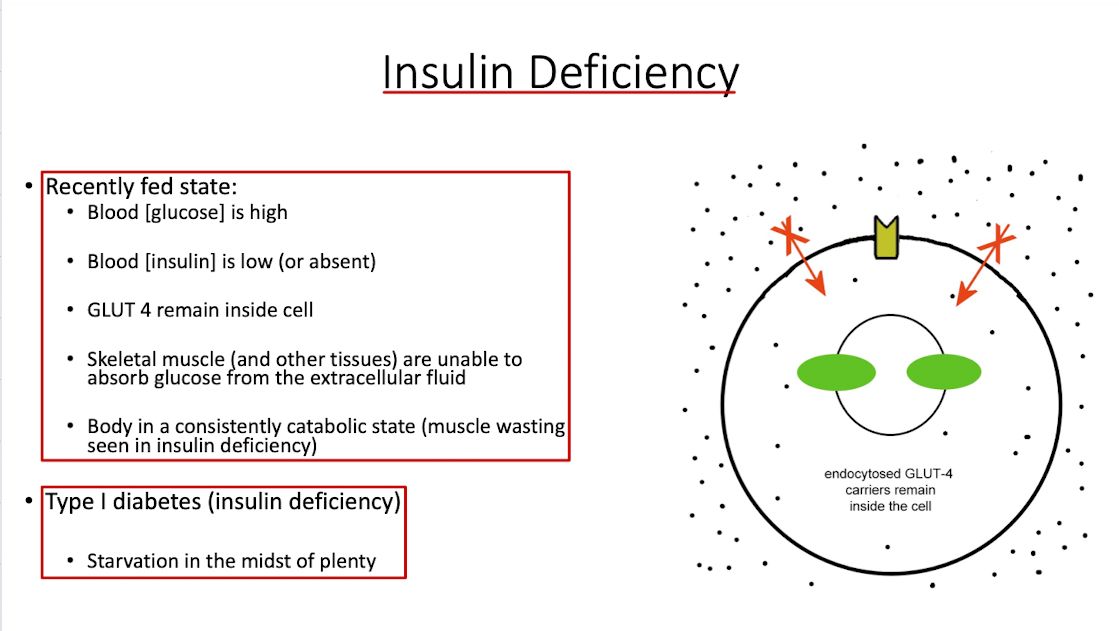 Insulin Deficiency
• Recently fed state:
• Blood [glucose] is high
• Blood [insulin] is low (or absent)
• GLUT 4 remain inside cell
• Skeletal muscle (and other tissues) are unable to
absorb glucose from the extracellular fluid
• Body in a consistently catabolic state (muscle wasting
seen in insulin deficiency)
• Type I diabetes (insulin deficiency)
• Starvation in the midst of plenty
endocytosed GLUT-4
carriers remain
inside the cell